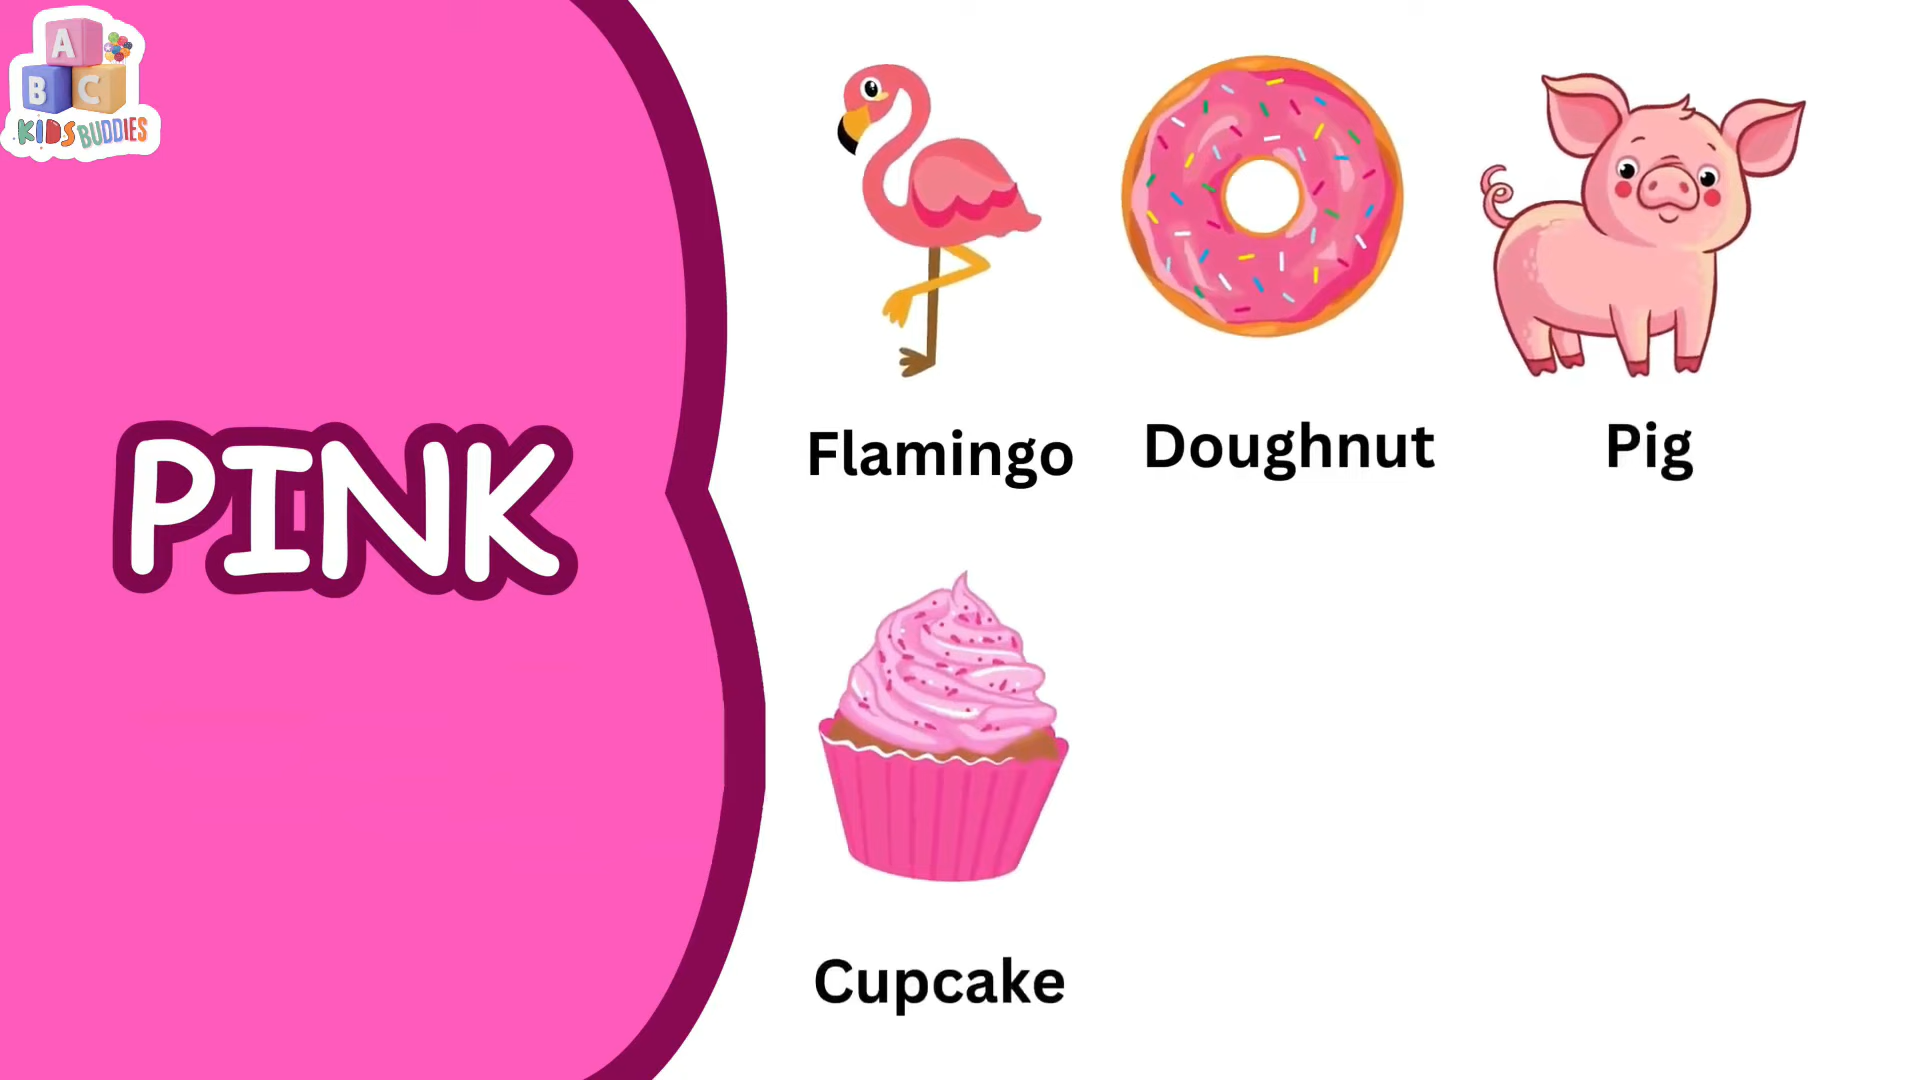 A
B C
KIDS BUDDIES
PINK
Flamingo
Doughnut
Pig
Cupcake